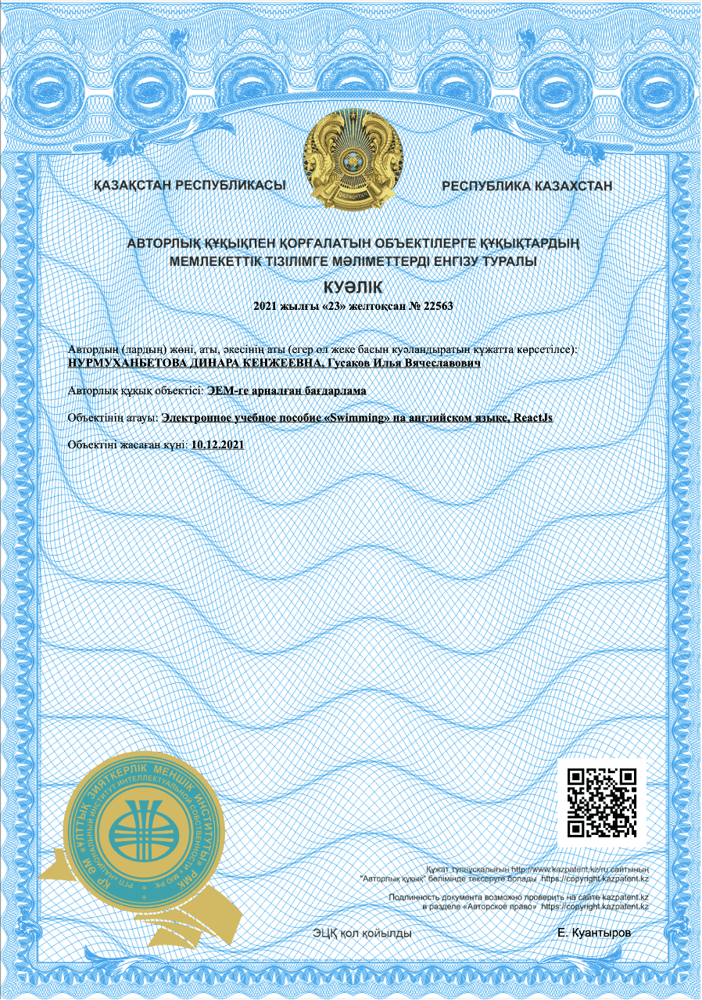 ҚАЗАҚСТАН РЕСПУБЛИКАСЫ
РЕСПУБЛИКА КАЗАХСТАН
ҚАЗАҚСТАН
АВТОРЛЫҚ ҚҰҚЫҚПЕН ҚОРҒАЛАТЫН ОБЪЕКТІЛЕРГЕ ҚҰҚЫҚТАРДЫҢ
МЕМЛЕКЕТТІК ТІЗІЛІМГЕ МӘЛІМЕТТЕРДІ ЕНГІЗУ ТУРАЛЫ
КУӘЛІК
2021 жылғы «23» желтоқсан № 22563
Автордың (лардың) жөні, аты, әкесінің аты (егер ол жеке басын куәландыратын құжатта көрсетілсе):
НУРМУХАНБЕТОВА ДИНАРА КЕНЖЕЕВНА, Гусаков Илья Вячеславович
Авторлық құқық объектісі: ЭЕМ-ге арналған бағдарлама
Объектінің атауы: Электронное учебное пособие «Swimming» на английском языке, ReactJs
Объектіні жасаған күні: 10.12.2021
ҚР ӘМ «ҰЛТТЫҚ ЗИЯТКЕРЛІК МЕНШІК ИНСТИТУТЫ» РМК
РГП «НАЦИОНАЛЬНЫЙ ИНСТИТУТ ИНТЕЛЛЕКТУАЛЬНОЙ СОБСТВЕННОСТИ» МЮ РК
Құжат түпнұсқалығын http://www.kazpatent.kz/ru сайтының
"Авторлық құқық" бөлімінде тексеруге болады https://copyright.kazpatent.kz
Подлинность документа возможно проверить на сайте kazpatent.kz
в разделе «Авторское право» https://copyright.kazpatent.kz
ЭЦҚ қол қойылды
Е. Куантыров